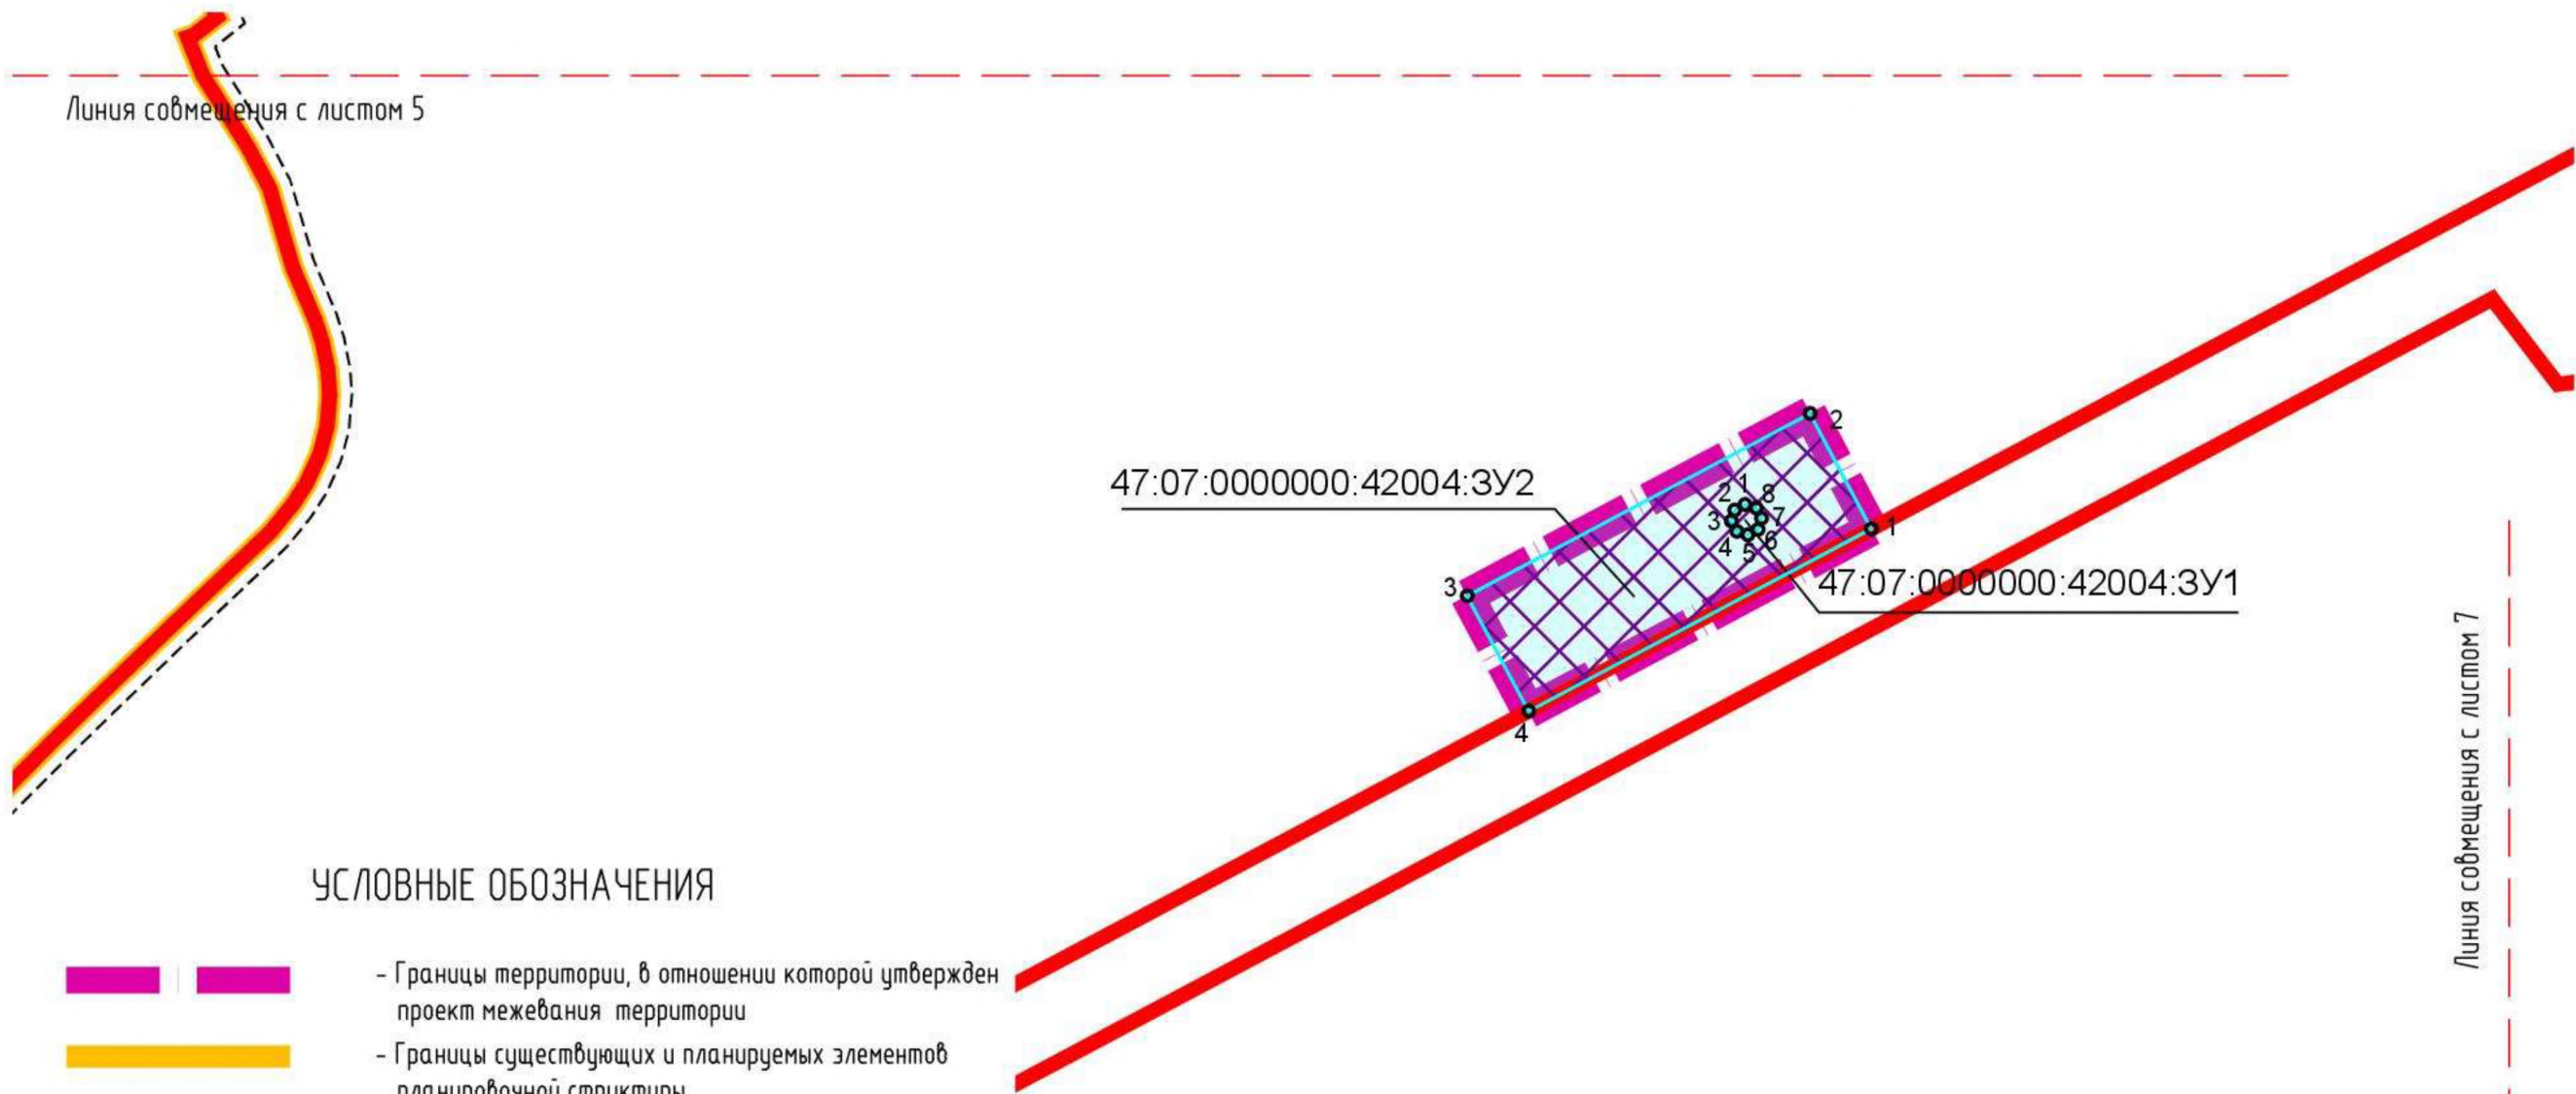 Линия совмещения с листом 5
2
47:07:0000000:42004:ЗУ2
1
2
8
3
7
1
4
5
6
3
47:07:0000000:42004:ЗУ1
4
Линия совмещения с листом 7
УСЛОВНЫЕ ОБОЗНАЧЕНИЯ
- Границы территории, в отношении которой утвержден
проект межевания территории
- Границы существующих и планируемых элементов
планировочной структуры